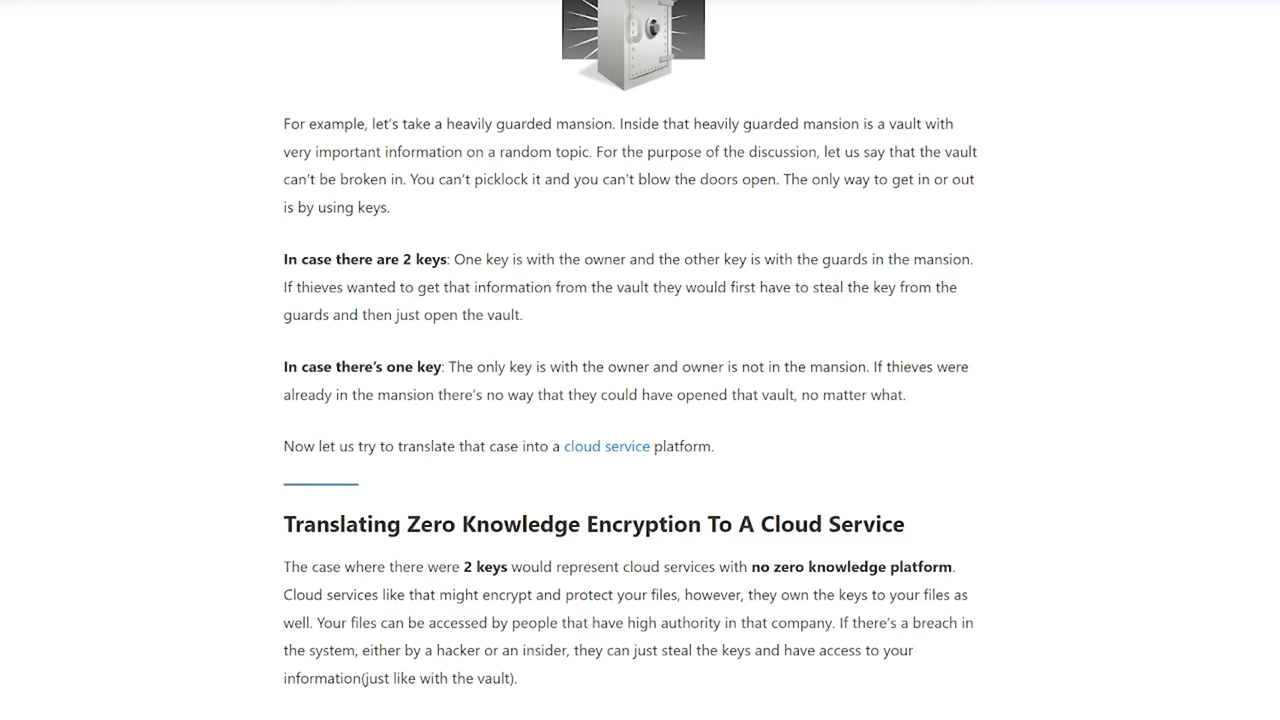 For example, let's take a heavily guarded mansion. Inside that heavily guarded mansion is a vault with
very important information on a random topic. For the purpose of the discussion, let us say that the vault
can't be broken in. You can't picklock it and you can't blow the doors open. The only way to get in or out
is by using keys.
In case there are 2 keys: One key is with the owner and the other key is with the guards in the mansion.
If thieves wanted to get that information from the vault they would first have to steal the key from the
guards and then just open the vault.
In case there's one key: The only key is with the owner and owner is not in the mansion. If thieves were
already in the mansion there's no way that they could have opened that vault, no matter what.
Now let us try to translate that case into a cloud service platform.
Translating Zero Knowledge Encryption To A Cloud Service
The case where there were 2 keys would represent cloud services with no zero knowledge platform.
Cloud services like that might encrypt and protect your files, however, they own the keys to your files as
well. Your files can be accessed by people that have high authority in that company. If there's a breach in
the system, either by a hacker or an insider, they can just steal the keys and have access to your
information(just like with the vault).